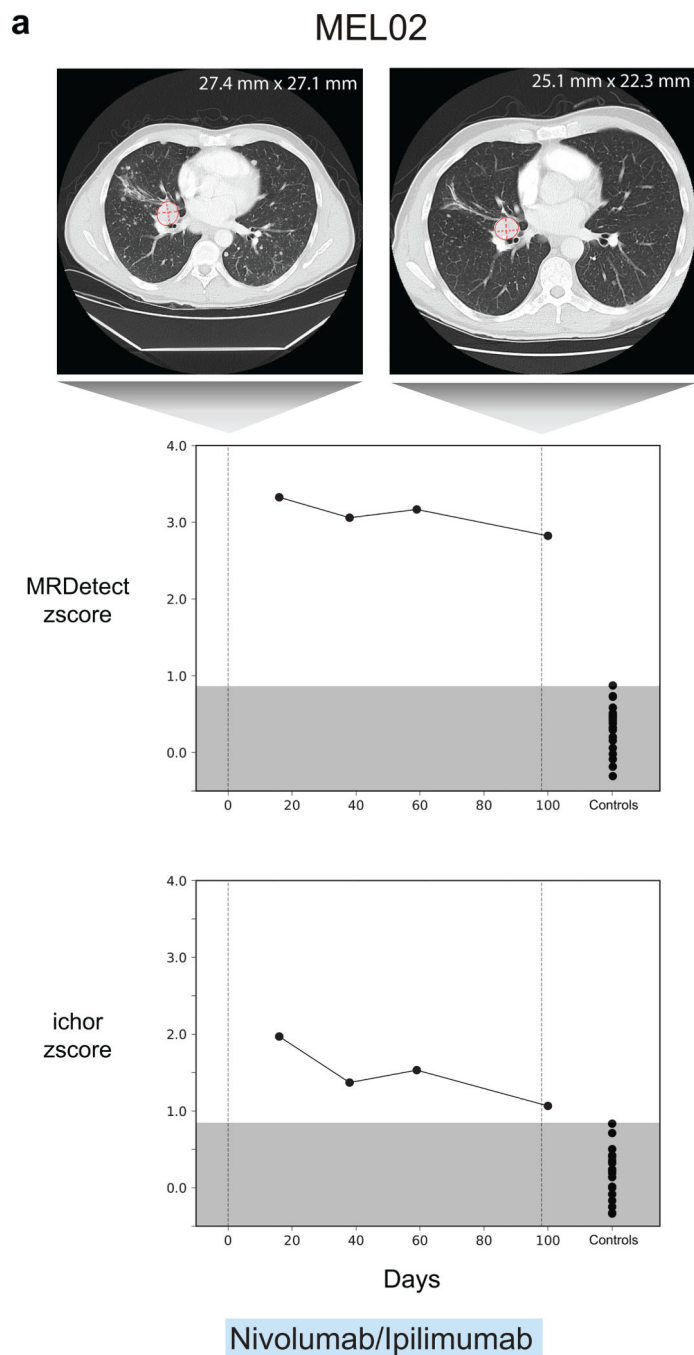 a
MEL02
27.4 mm x 27.1 mm
25.1 mm x 22.3 mm
4.0
3.0
2.0
1.0
0.0
MRDetect
zscore
0
20
40
60
80
100
Controls
4.0
3.0
2.0
1.0
0.0
ichor
zscore
0
20
40
60
80
100
Controls
Days
Nivolumab/Ipilimumab